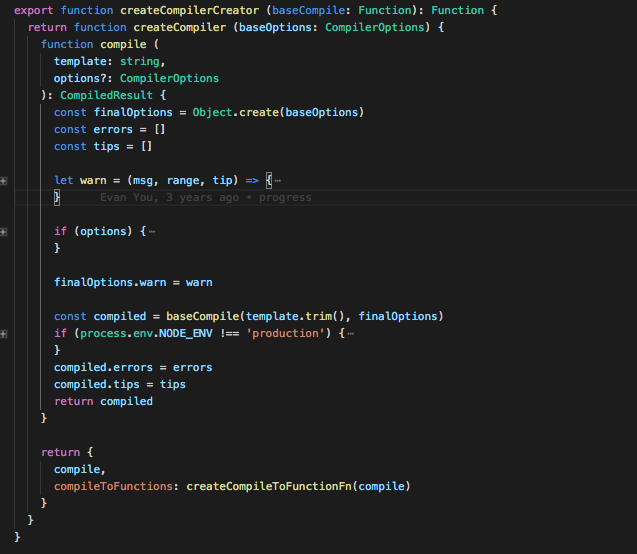 export function createCompilerCreator (baseCompile: Function): Function {
return function createCompiler (baseOptions: CompilerOptions) {
function compile (
template: string,
options?: CompilerOptions
): CompiledResult {
const finalOptions = Object.create(baseOptions)
const errors = []
const tips = []
let warn = (msg, range, tip) => {⋯
}    Evan You, 3 years ago • progress
if (options) {⋯
}
finalOptions.warn = warn
const compiled = baseCompile(template.trim(), finalOptions)
if (process.env.NODE_ENV !== 'production') {⋯
}
compiled.errors = errors
compiled.tips = tips
return compiled
}
return {
compile,
compileToFunctions: createCompileToFunctionFn(compile)
}
}
}